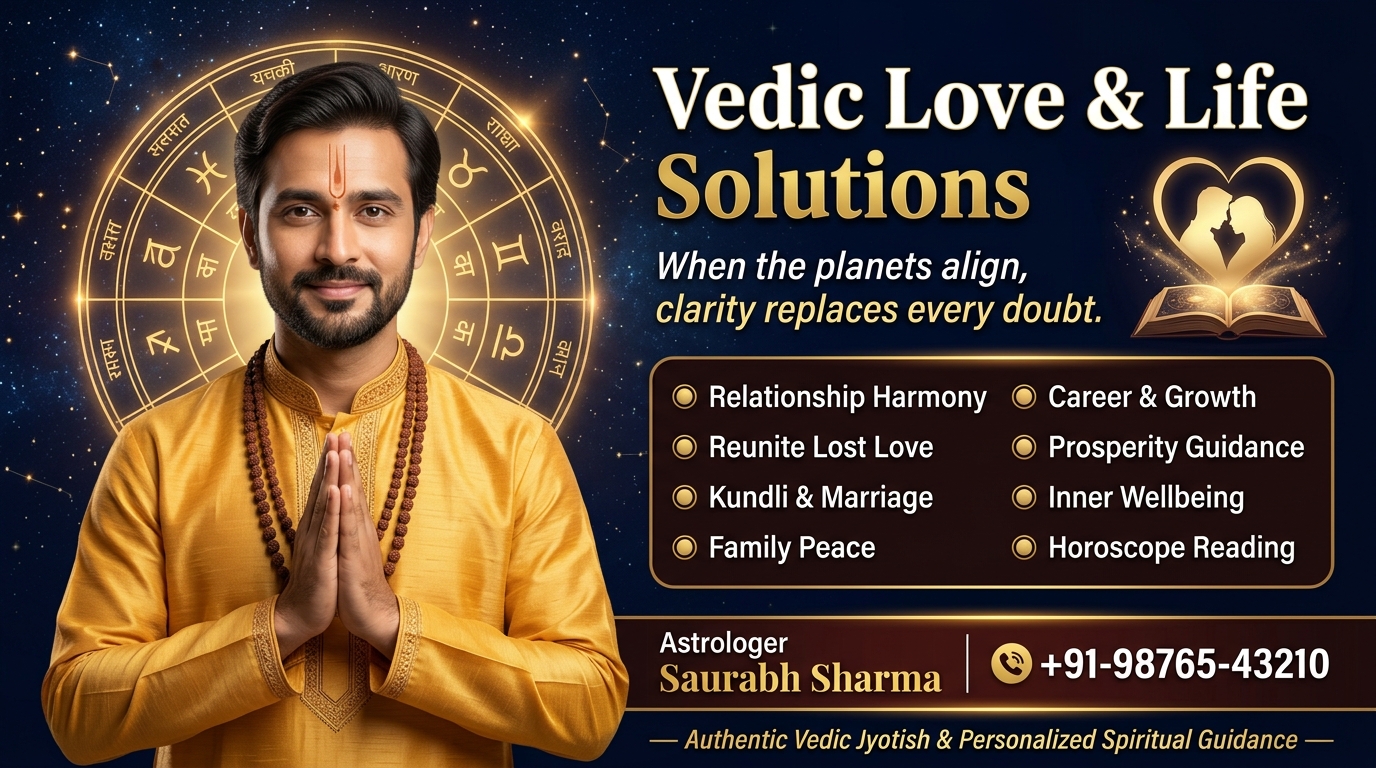 Vedic Love & Life
Solutions
When the planets align,
clarity replaces every doubt.
Relationship Harmony
Reunite Lost Love
Kundli & Marriage
Family Peace
Career & Growth
Prosperity Guidance
Inner Wellbeing
Horoscope Reading
Astrologer
Saurabh Sharma
+91-98765-43210
— Authentic Vedic Jyotish & Personalized Spiritual Guidance —